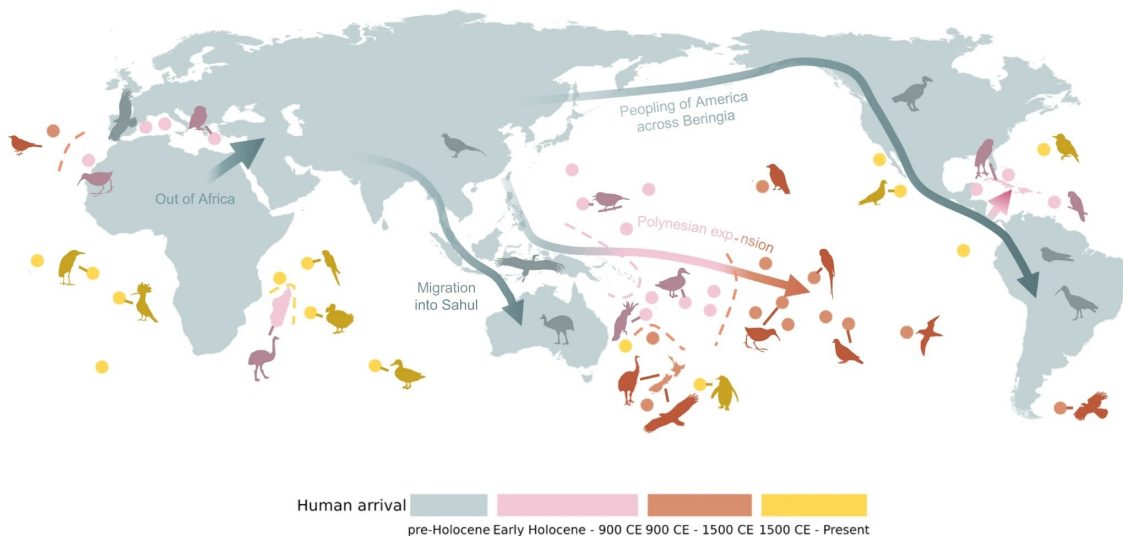 Peopling of America
across Beringia
Out of Africa
Polynesian exp-nsion
Migration
into Sahul
Human arrival
pre-Holocene Early Holocene - 900 CE 900 CE - 1500 CE 1500 CE - Present